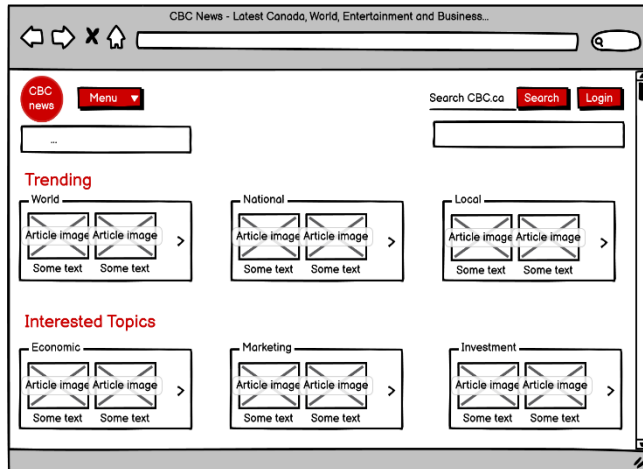 CBC News - Latest Canada, World, Entertainment and Business...
CBC
news
Menu
Search CBC.ca
Search
Login
...
Trending
World
National
Local
Article image Article image
Article image Article image
Article image Article image
Some text Some text
Some text Some text
Some text Some text
Interested Topics
Economic
Marketing
Investment
Article image Article image
Article image Article image
Article image Article image
Some text Some text
Some text Some text
Some text Some text